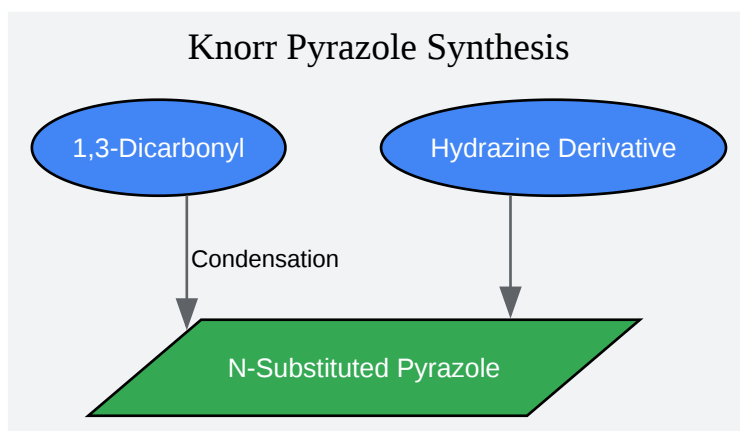 Knorr Pyrazole Synthesis
1,3-Dicarbonyl
Hydrazine Derivative
Condensation
N-Substituted Pyrazole